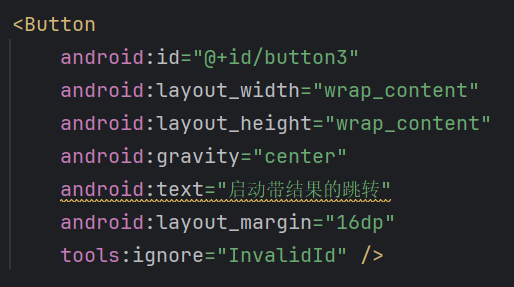 <Button
android:id="@+id/button3"
android:layout_width="wrap_content"
android:layout_height="wrap_content"
android:gravity="center"
android:text="启动带结果的跳转"
android:layout_margin="16dp"
tools:ignore="InvalidId" />